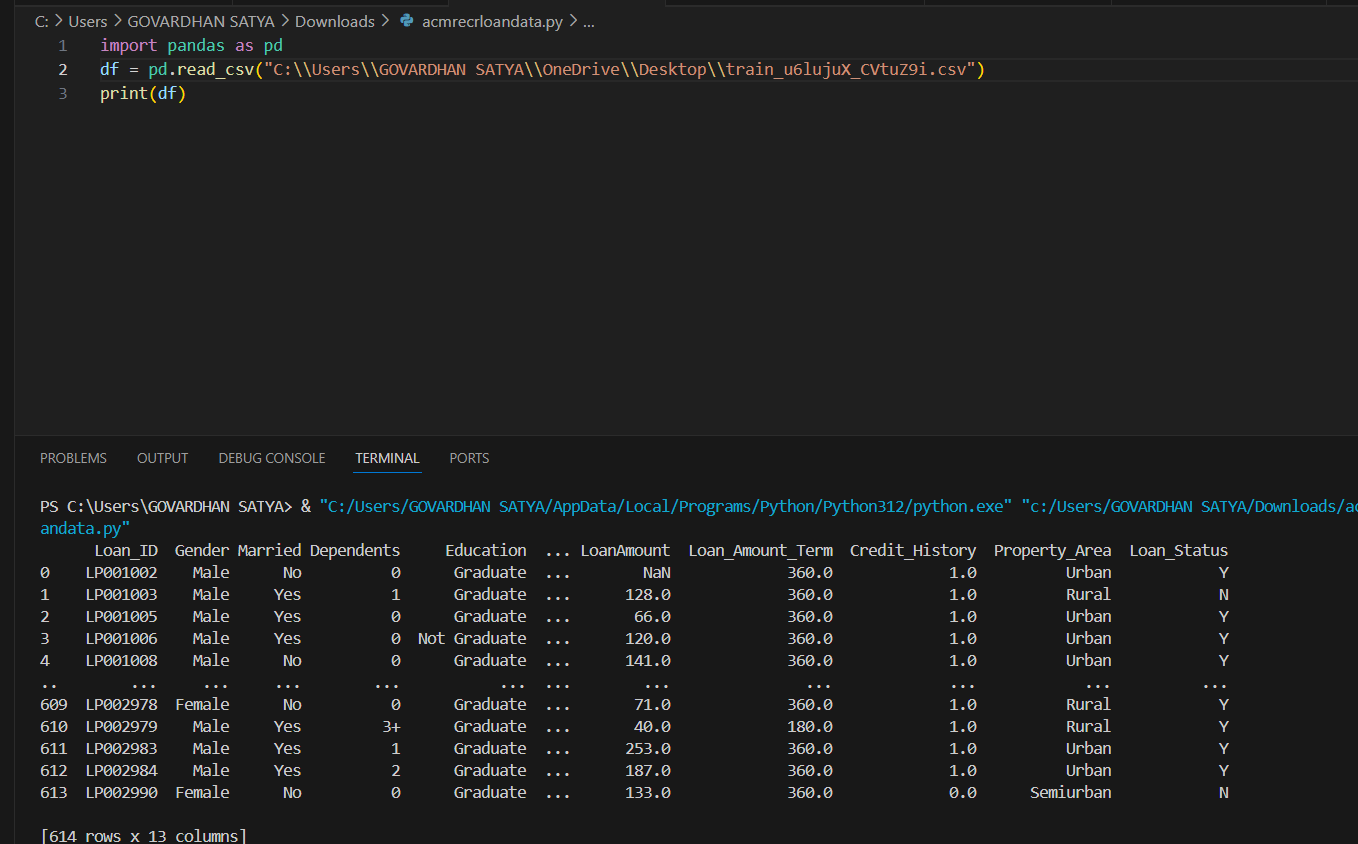 C: > Users > GOVARDHAN SATYA > Downloads > acmrecrloandata.py > ...
1 import pandas as pd
2 df = pd.read_csv("C:\\Users\\GOVARDHAN SATYA\\OneDrive\\Desktop\\train_u6lujuX_CVtuZ9i.csv")
3 print(df)
PROBLEMS OUTPUT DEBUG CONSOLE TERMINAL PORTS
PS C:\Users\GOVARDHAN SATYA> & "C:/Users/GOVARDHAN SATYA/AppData/Local/Programs/Python/Python312/python.exe" "c:/Users/GOVARDHAN SATYA/Downloads/ac
andata.py"
Loan_ID Gender Married Dependents Education ... LoanAmount Loan_Amount_Term Credit_History Property_Area Loan_Status
0 LP001002 Male No 0 Graduate ... NaN 360.0 1.0 Urban Y
1 LP001003 Male Yes 1 Graduate ... 128.0 360.0 1.0 Rural N
2 LP001005 Male Yes 0 Graduate ... 66.0 360.0 1.0 Urban Y
3 LP001006 Male Yes 0 Not Graduate ... 120.0 360.0 1.0 Urban Y
4 LP001008 Male No 0 Graduate ... 141.0 360.0 1.0 Urban Y
.. ... ... ... ... ... ... ... ... ... ... ...
609 LP002978 Female No 0 Graduate ... 71.0 360.0 1.0 Rural Y
610 LP002979 Male Yes 3+ Graduate ... 40.0 180.0 1.0 Rural Y
611 LP002983 Male Yes 1 Graduate ... 253.0 360.0 1.0 Urban Y
612 LP002984 Male Yes 2 Graduate ... 187.0 360.0 1.0 Urban Y
613 LP002990 Female No 0 Graduate ... 133.0 360.0 0.0 Semiurban N
[614 rows x 13 columns]